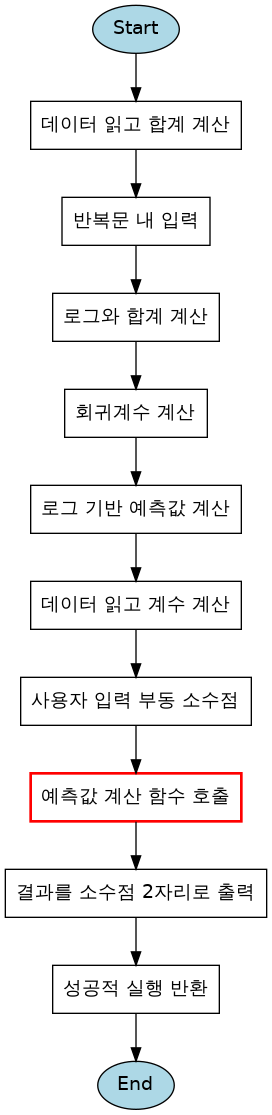 Start
데이터 읽고 합계 계산
반복문 내 입력
로그와 합계 계산
회귀계수 계산
로그 기반 예측값 계산
데이터 읽고 계수 계산
사용자 입력 부동 소수점
예측값 계산 함수 호출
결과를 소수점 2자리로 출력
성공적 실행 반환
End